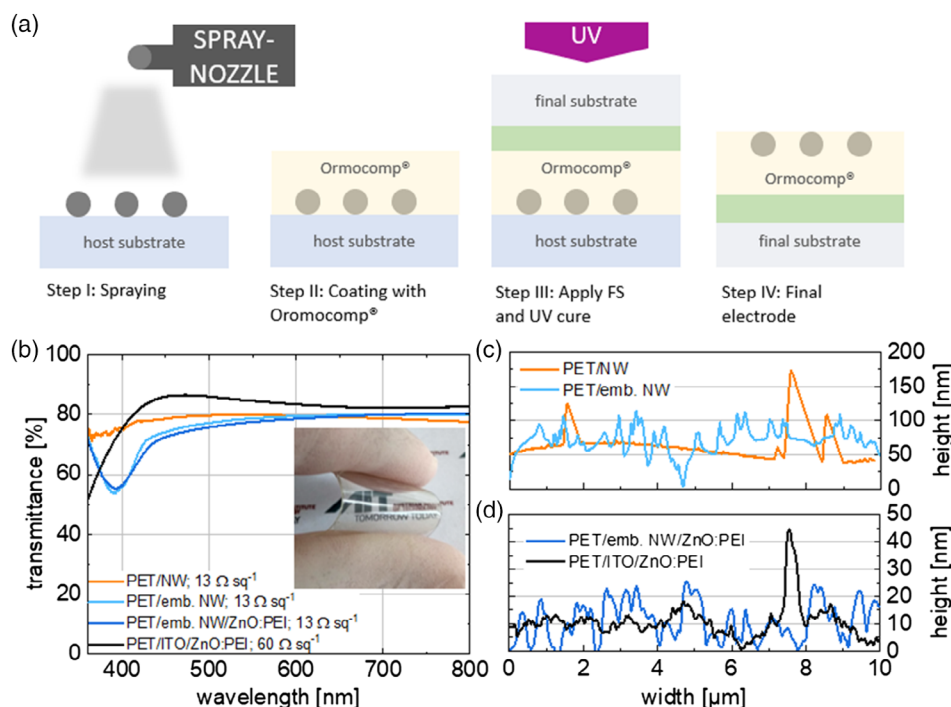 (a)
SPRAY-
NOZZLE
host substrate
Step I: Spraying
Ormocomp®
host substrate
Step II: Coating with
Oromocomp®
UV
final substrate
Ormocomp®
host substrate
Step III: Apply FS
and UV cure
Ormocomp®
final substrate
Step IV: Final
electrode
(b)
100
80
60
40
20
0
transmittance [%]
400 500 600 700 800
wavelength [nm]
TOMORROW TODAY
PET/NW; 13 Ω sq⁻¹
PET/emb. NW; 13 Ω sq⁻¹
PET/emb. NW/ZnO:PEI; 13 Ω sq⁻¹
PET/ITO/ZnO:PEI; 60 Ω sq⁻¹
(c)
PET/NW
PET/emb. NW
200
150
100
50
0
height [nm]
(d)
PET/emb. NW/ZnO:PEI
PET/ITO/ZnO:PEI
50
40
30
20
10
0
height [nm]
0 2 4 6 8 10
width [µm]